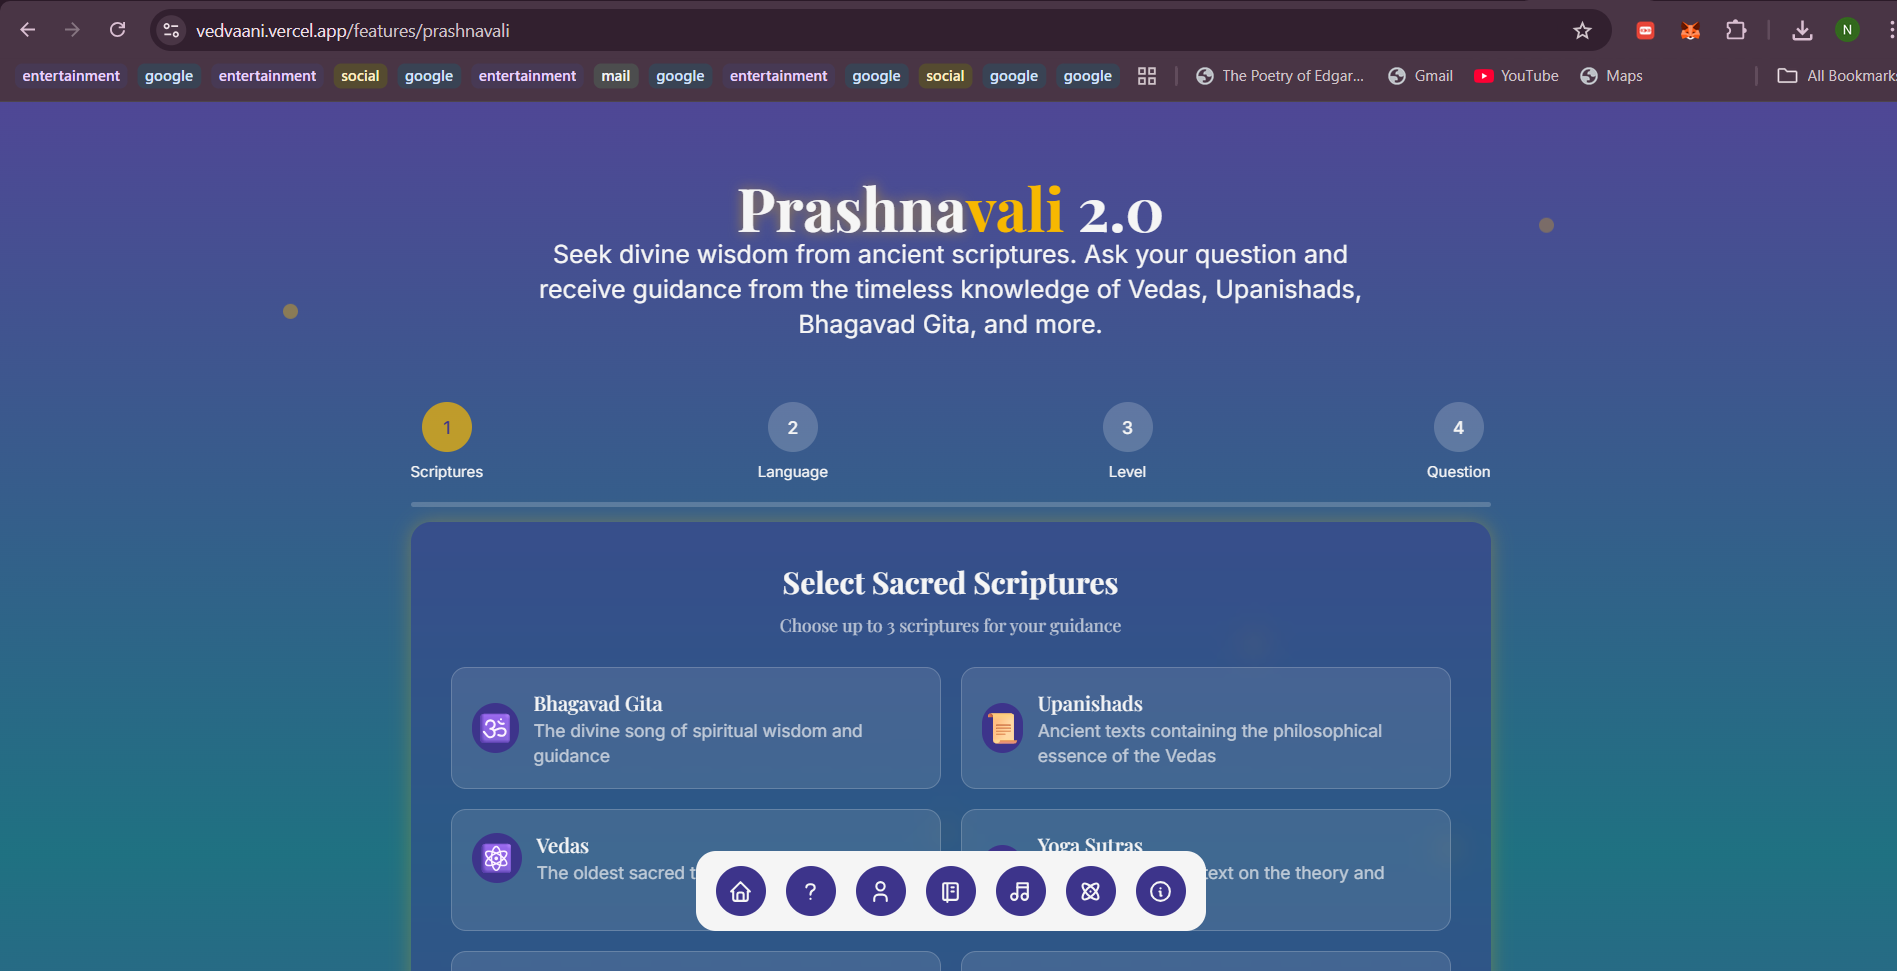 vedvaani.vercel.app/features/prashnavali
N
entertainment google entertainment social google entertainment mail google entertainment google social google google The Poetry of Edgar... Gmail YouTube Maps All Bookmarks
Prashnavali 2.0
Seek divine wisdom from ancient scriptures. Ask your question and
receive guidance from the timeless knowledge of Vedas, Upanishads,
Bhagavad Gita, and more.
1 2 3 4
Scriptures Language Level Question
Select Sacred Scriptures
Choose up to 3 scriptures for your guidance
ॐ
Bhagavad Gita
The divine song of spiritual wisdom and
guidance
Upanishads
Ancient texts containing the philosophical
essence of the Vedas
Vedas
The oldest sacred
Yoga Sutras
text on the theory and
?